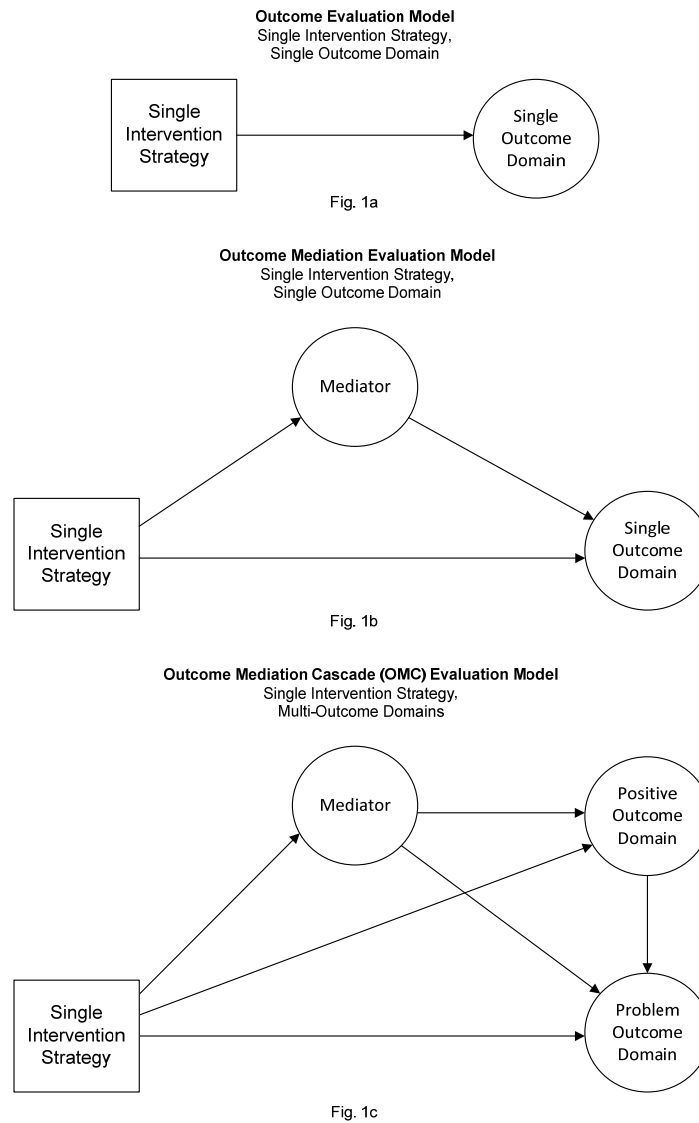 Outcome Evaluation Model
Single Intervention Strategy,
Single Outcome Domain
Single
Intervention
Strategy
Single
Outcome
Domain
Fig. 1a
Outcome Mediation Evaluation Model
Single Intervention Strategy,
Single Outcome Domain
Mediator
Single
Intervention
Strategy
Single
Outcome
Domain
Fig. 1b
Outcome Mediation Cascade (OMC) Evaluation Model
Single Intervention Strategy,
Multi-Outcome Domains
Mediator
Positive
Outcome
Domain
Single
Intervention
Strategy
Problem
Outcome
Domain
Fig. 1c